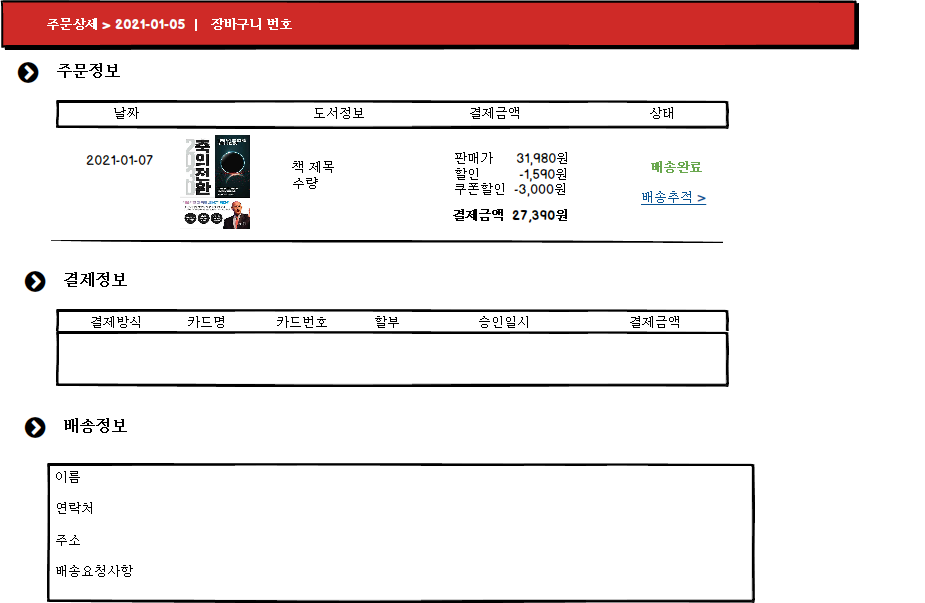 주문상세 > 2021-01-05 | 장바구니 번호
주문정보
날짜 도서정보 결제금액 상태
2021-01-07
축의전환
책 제목
수량
판매가 31,980원
할인 -1,590원
쿠폰할인 -3,000원
결제금액 27,390원
배송완료
배송추적 >
결제정보
결제방식 카드명 카드번호 할부 승인일시 결제금액
배송정보
이름
연락처
주소
배송요청사항